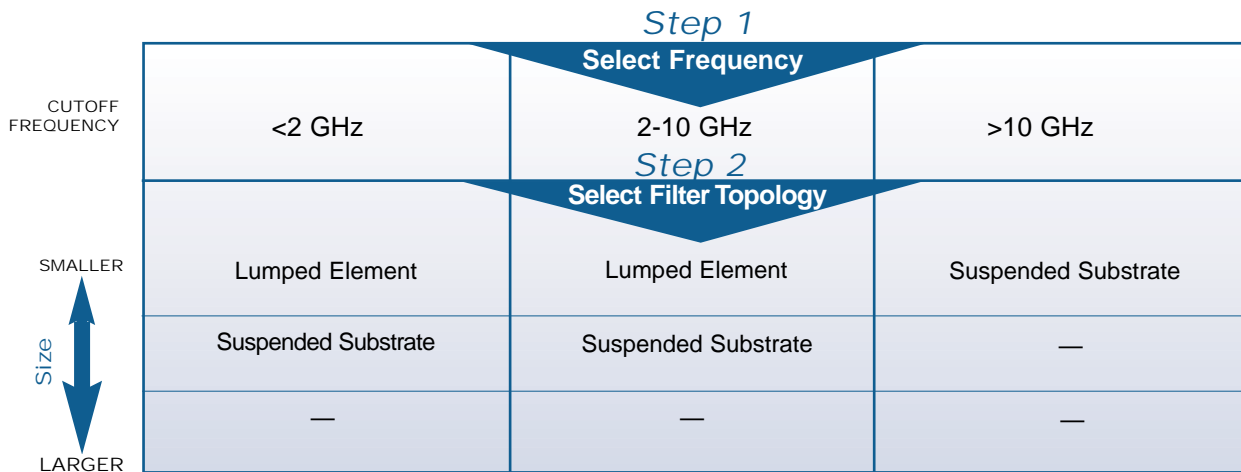 Step 1
Select Frequency
CUTOFF
FREQUENCY
<2 GHz
2-10 GHz
>10 GHz
Step 2
Select Filter Topology
SMALLER
Lumped Element
Lumped Element
Suspended Substrate
Size
Suspended Substrate
Suspended Substrate
—
—
—
—
LARGER